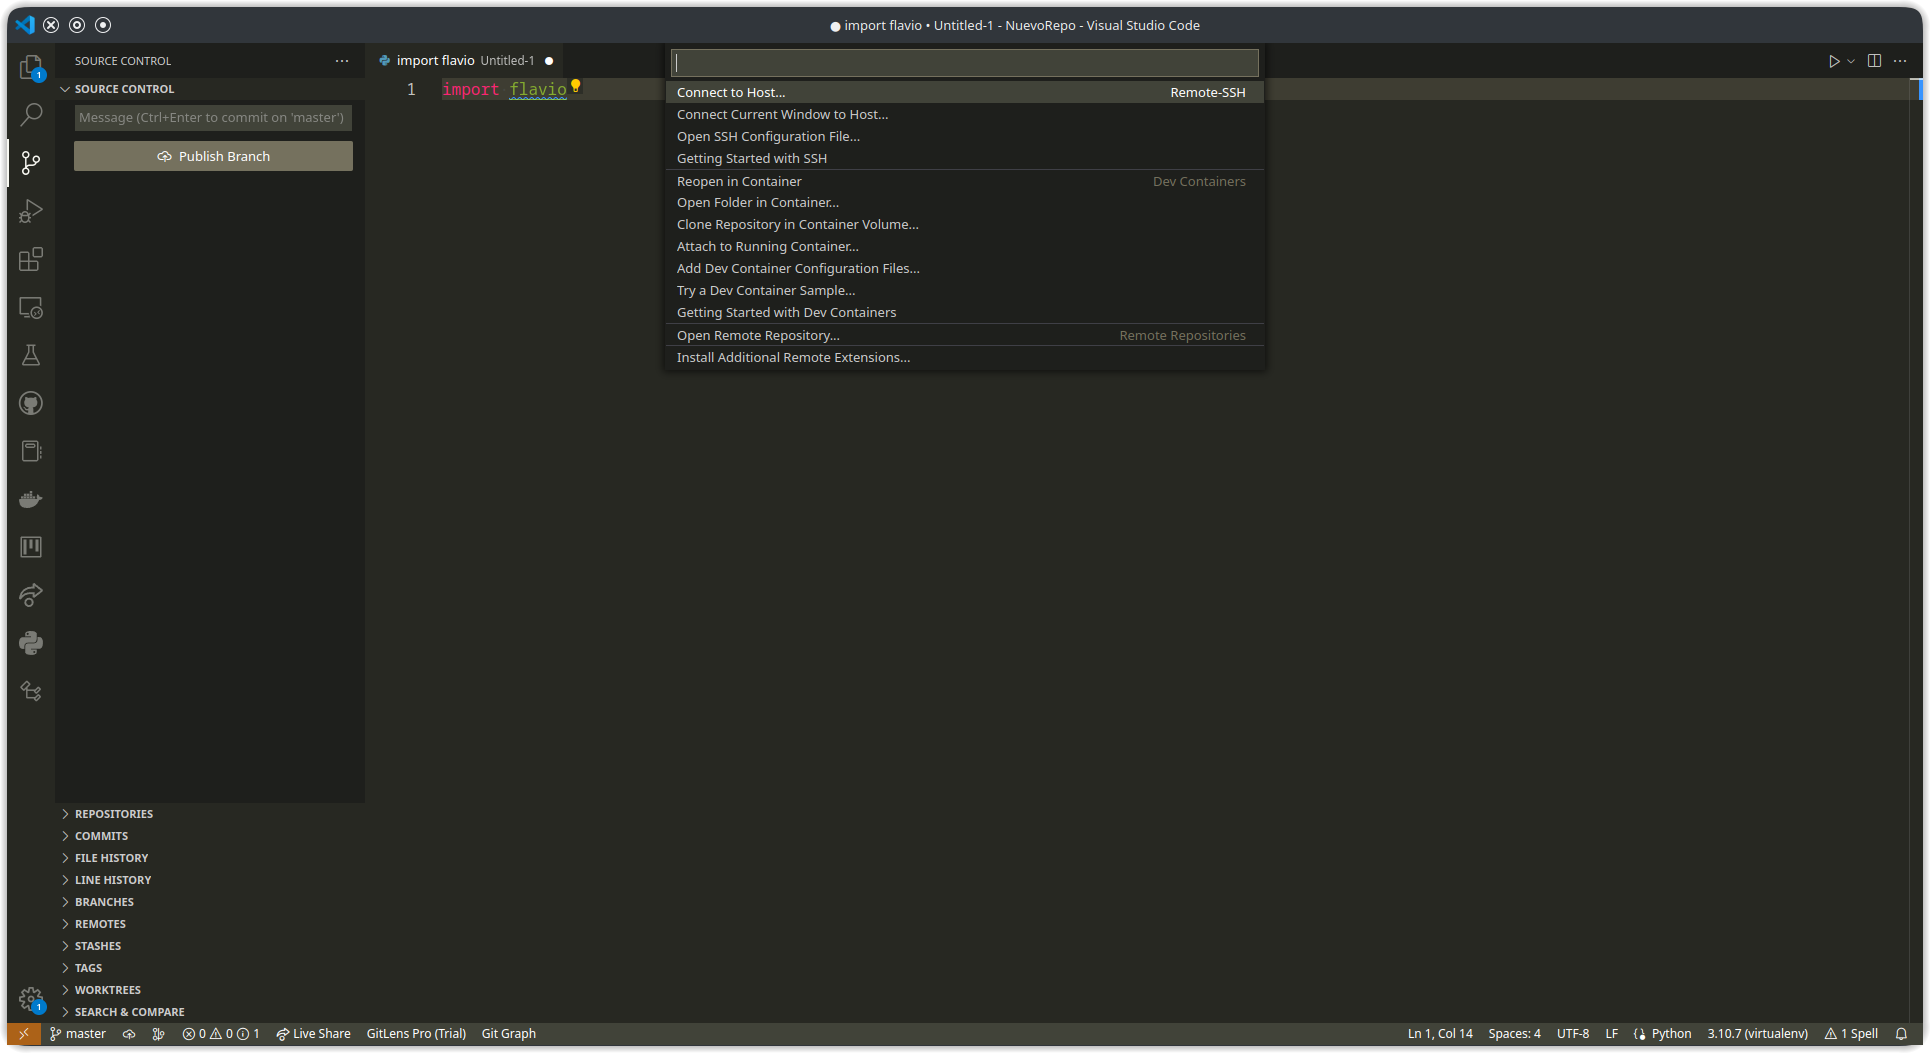 ● import flavio • Untitled-1 - NuevoRepo - Visual Studio Code
SOURCE CONTROL
SOURCE CONTROL
Message (Ctrl+Enter to commit on 'master')
Publish Branch
REPOSITORIES
COMMITS
FILE HISTORY
LINE HISTORY
BRANCHES
REMOTES
STASHES
TAGS
WORKTREES
SEARCH & COMPARE
1
1
import flavio Untitled-1
1 import flavio
Connect to Host... Remote-SSH
Connect Current Window to Host...
Open SSH Configuration File...
Getting Started with SSH
Reopen in Container Dev Containers
Open Folder in Container...
Clone Repository in Container Volume...
Attach to Running Container...
Add Dev Container Configuration Files...
Try a Dev Container Sample...
Getting Started with Dev Containers
Open Remote Repository... Remote Repositories
Install Additional Remote Extensions...
master 0 0 1 Live Share GitLens Pro (Trial) Git Graph Ln 1, Col 14 Spaces: 4 UTF-8 LF Python 3.10.7 (virtualenv) 1 Spell